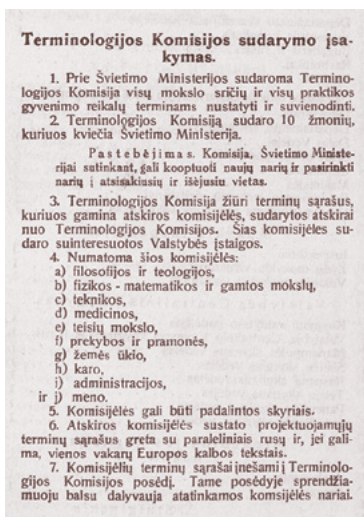 Terminologijos Komisijos sudarymo įsa-
kymas.
1. Prie Švietimo Ministerijos sudaroma Termino-
logijos Komisija visų mokslo sričių ir visų praktikos
gyvenimo reikalų terminams nustatyti ir suvienodinti.
2. Terminologijos Komisiją sudaro 10 žmonių,
kuriuos kviečia Švietimo Ministerija.
Pastebėjimas. Komisija, Švietimo Ministe-
rijai sutinkant, gali kooptuoti naujų narių ir pasirinkti
narių į atsisakiusių ir išėjusių vietas.
3. Terminologijos Komisija žiūri terminų sąrašus,
kuriuos gamina atskiros komisijėlės, sudarytos atskirai
nuo Terminologijos Komisijos. Šias komisijėles su-
daro suinteresuotos Valstybės įstaigos.
4. Numatoma šios komisijėlės:
a) filosofijos ir teologijos,
b) fizikos - matematikos ir gamtos mokslų,
c) teknikos,
d) medicinos,
e) teisių mokslo,
f) prekybos ir pramonės,
g) žemės ūkio,
h) karo,
i) administracijos,
ir j) meno.
5. Komisijėlės gali būti padalintos skyriais.
6. Atskiros komisijėlės sustato projektuojamųjų
terminų sąrašus greta su paraleliniais rusų ir, jei gali-
ma, vienos vakarų Europos kalbos tekstais.
7. Komisijėlių terminų sąrašai įnešami į Terminolo-
gijos Komisijos posėdį. Tame posėdyje sprendžia-
muoju balsu dalyvauja atatinkamos komsijėlės nariai.